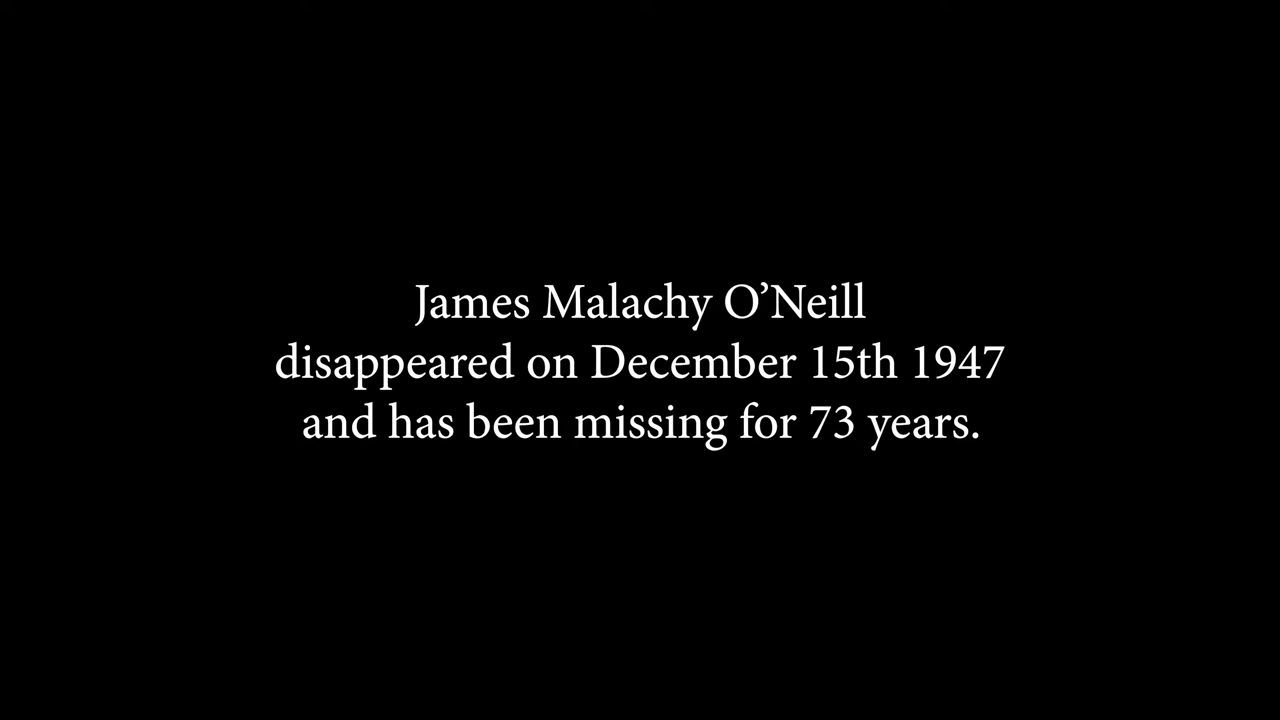 James Malachy O’Neill
disappeared on December 15th 1947
and has been missing for 73 years.